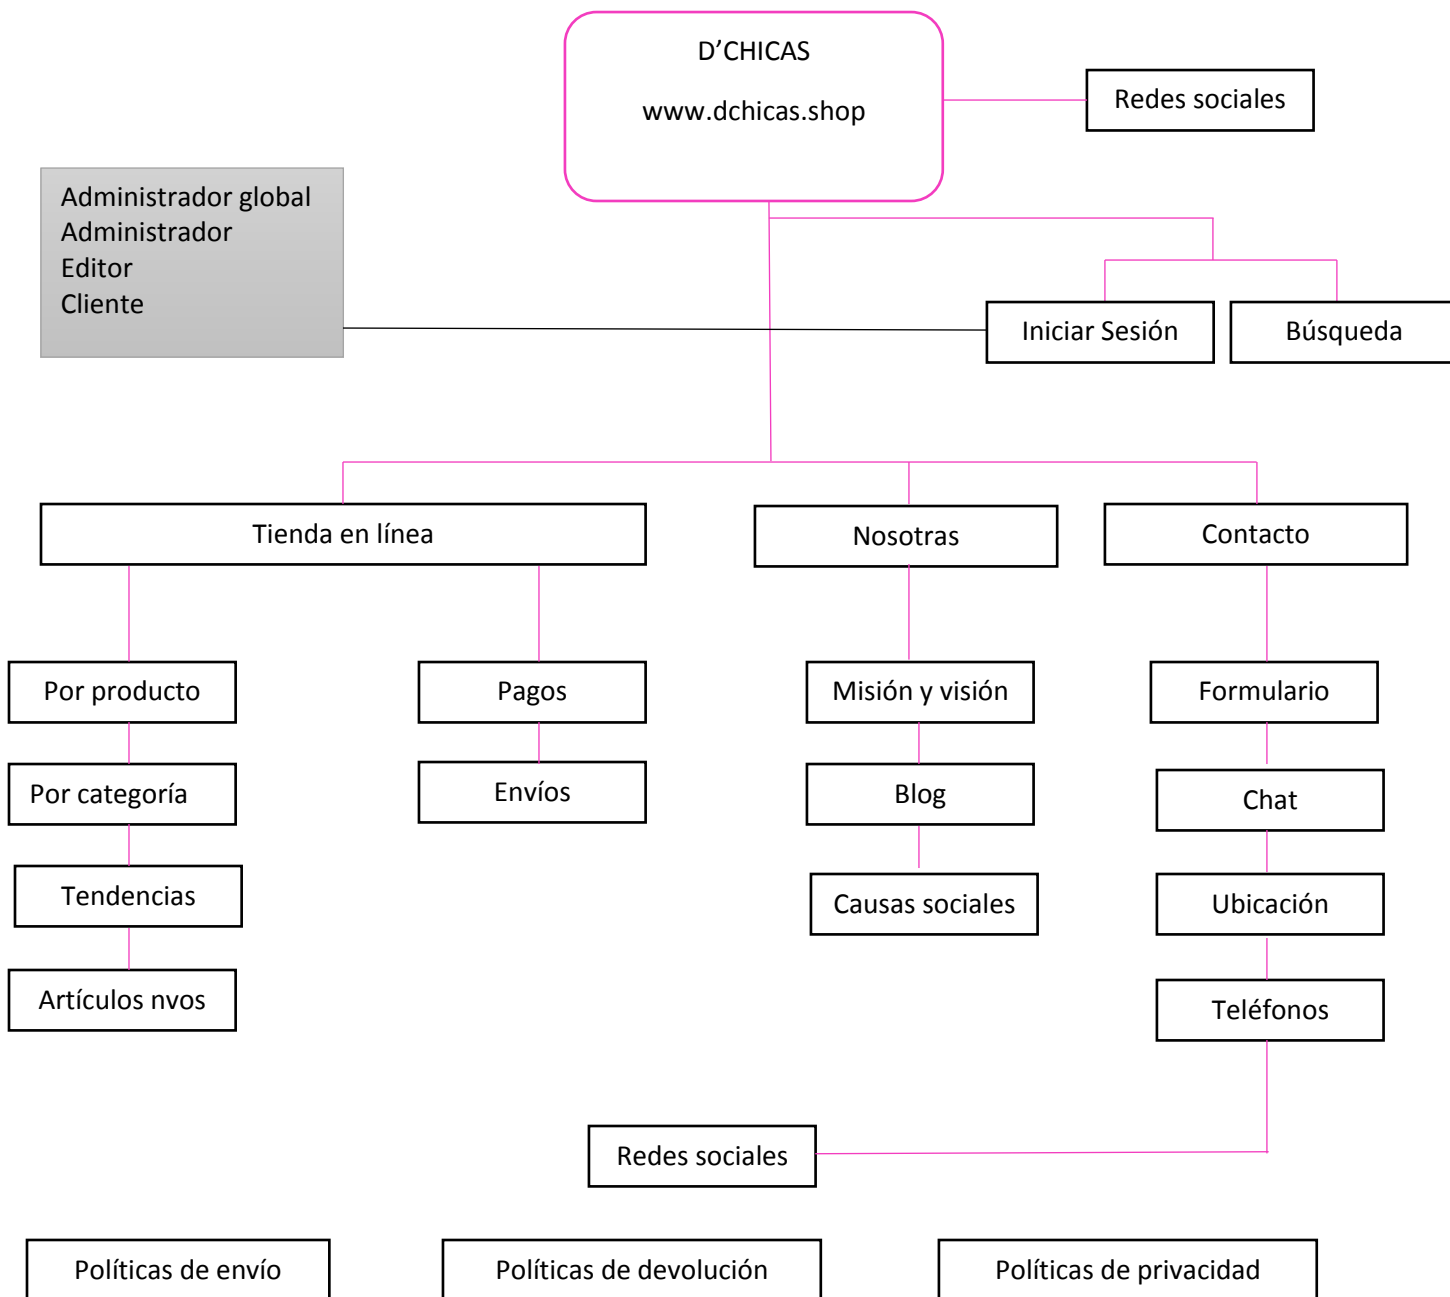 D’CHICAS
www.dchicas.shop
Redes sociales
Administrador global
Administrador
Editor
Cliente
Iniciar Sesión
Búsqueda
Tienda en línea
Nosotras
Contacto
Por producto
Pagos
Misión y visión
Formulario
Por categoría
Envíos
Blog
Chat
Tendencias
Causas sociales
Ubicación
Artículos nvos
Teléfonos
Redes sociales
Políticas de envío
Políticas de devolución
Políticas de privacidad